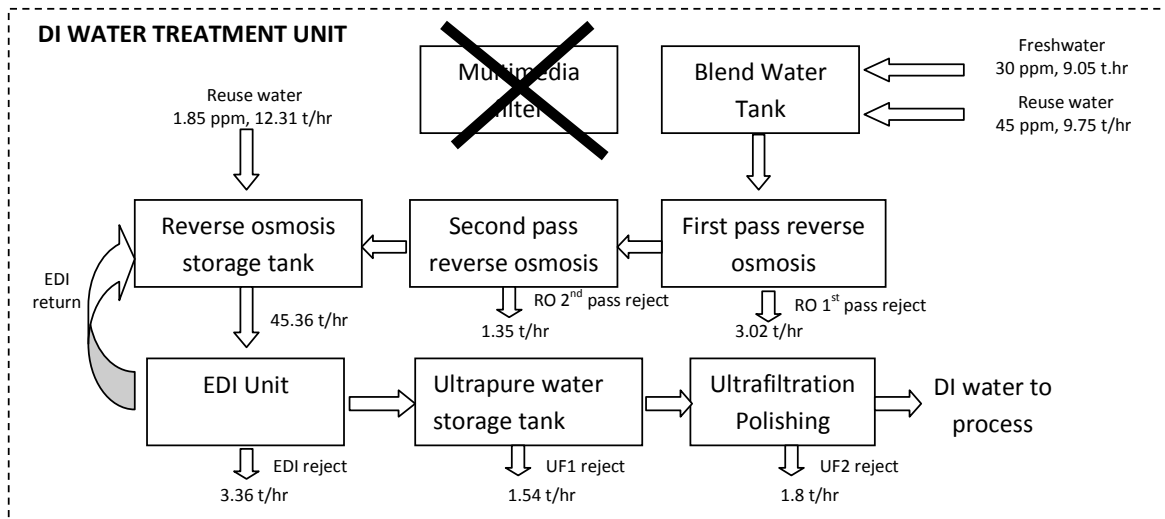 DI WATER TREATMENT UNIT
Multimedia
filter
Blend Water
Tank
Freshwater
30 ppm, 9.05 t.hr
Reuse water
45 ppm, 9.75 t/hr
Reuse water
1.85 ppm, 12.31 t/hr
Reverse osmosis
storage tank
Second pass
reverse osmosis
First pass reverse
osmosis
EDI
return
45.36 t/hr
RO 2nd pass reject
1.35 t/hr
RO 1st pass reject
3.02 t/hr
EDI Unit
Ultrapure water
storage tank
Ultrafiltration
Polishing
DI water to
process
EDI reject
3.36 t/hr
UF1 reject
1.54 t/hr
UF2 reject
1.8 t/hr